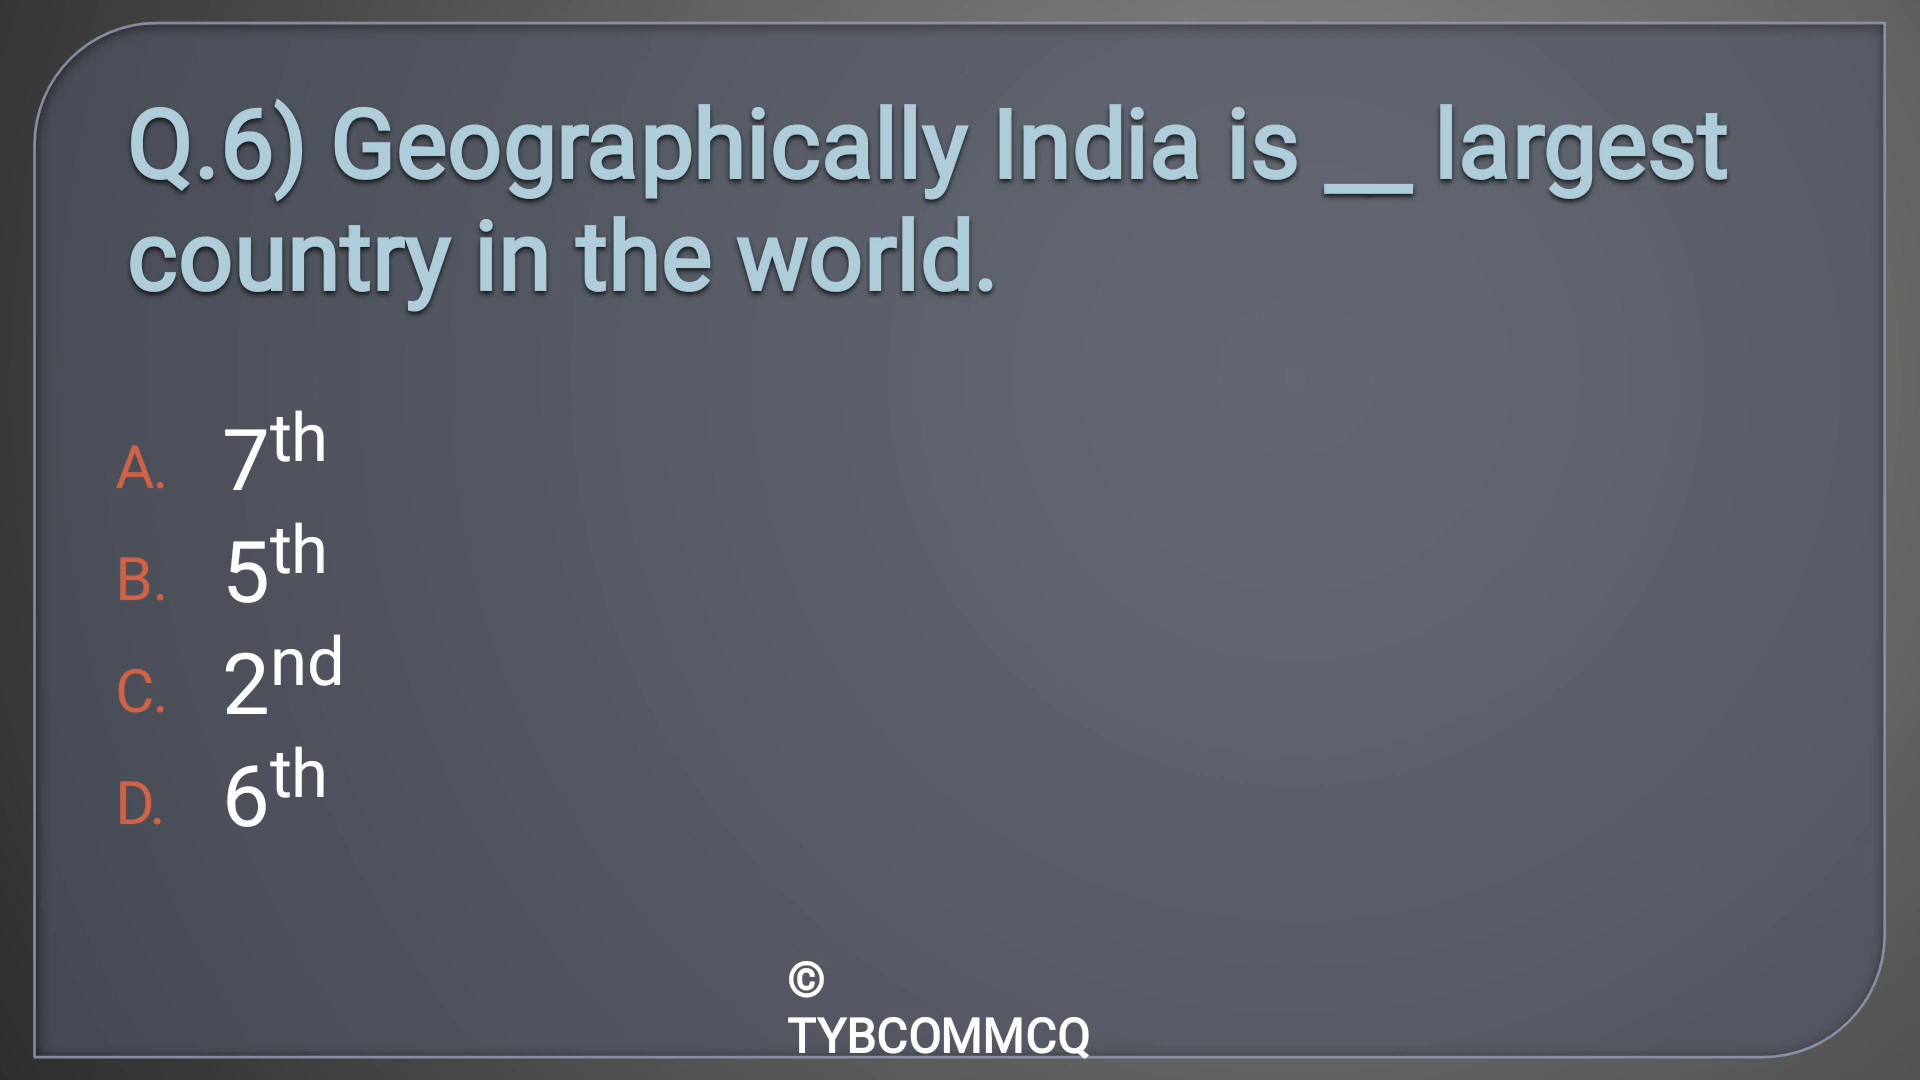 Q.6) Geographically India is __ largest
country in the world.
A. 7th
B. 5th
C. 2nd
D. 6th
©
TYBCOMMCQ